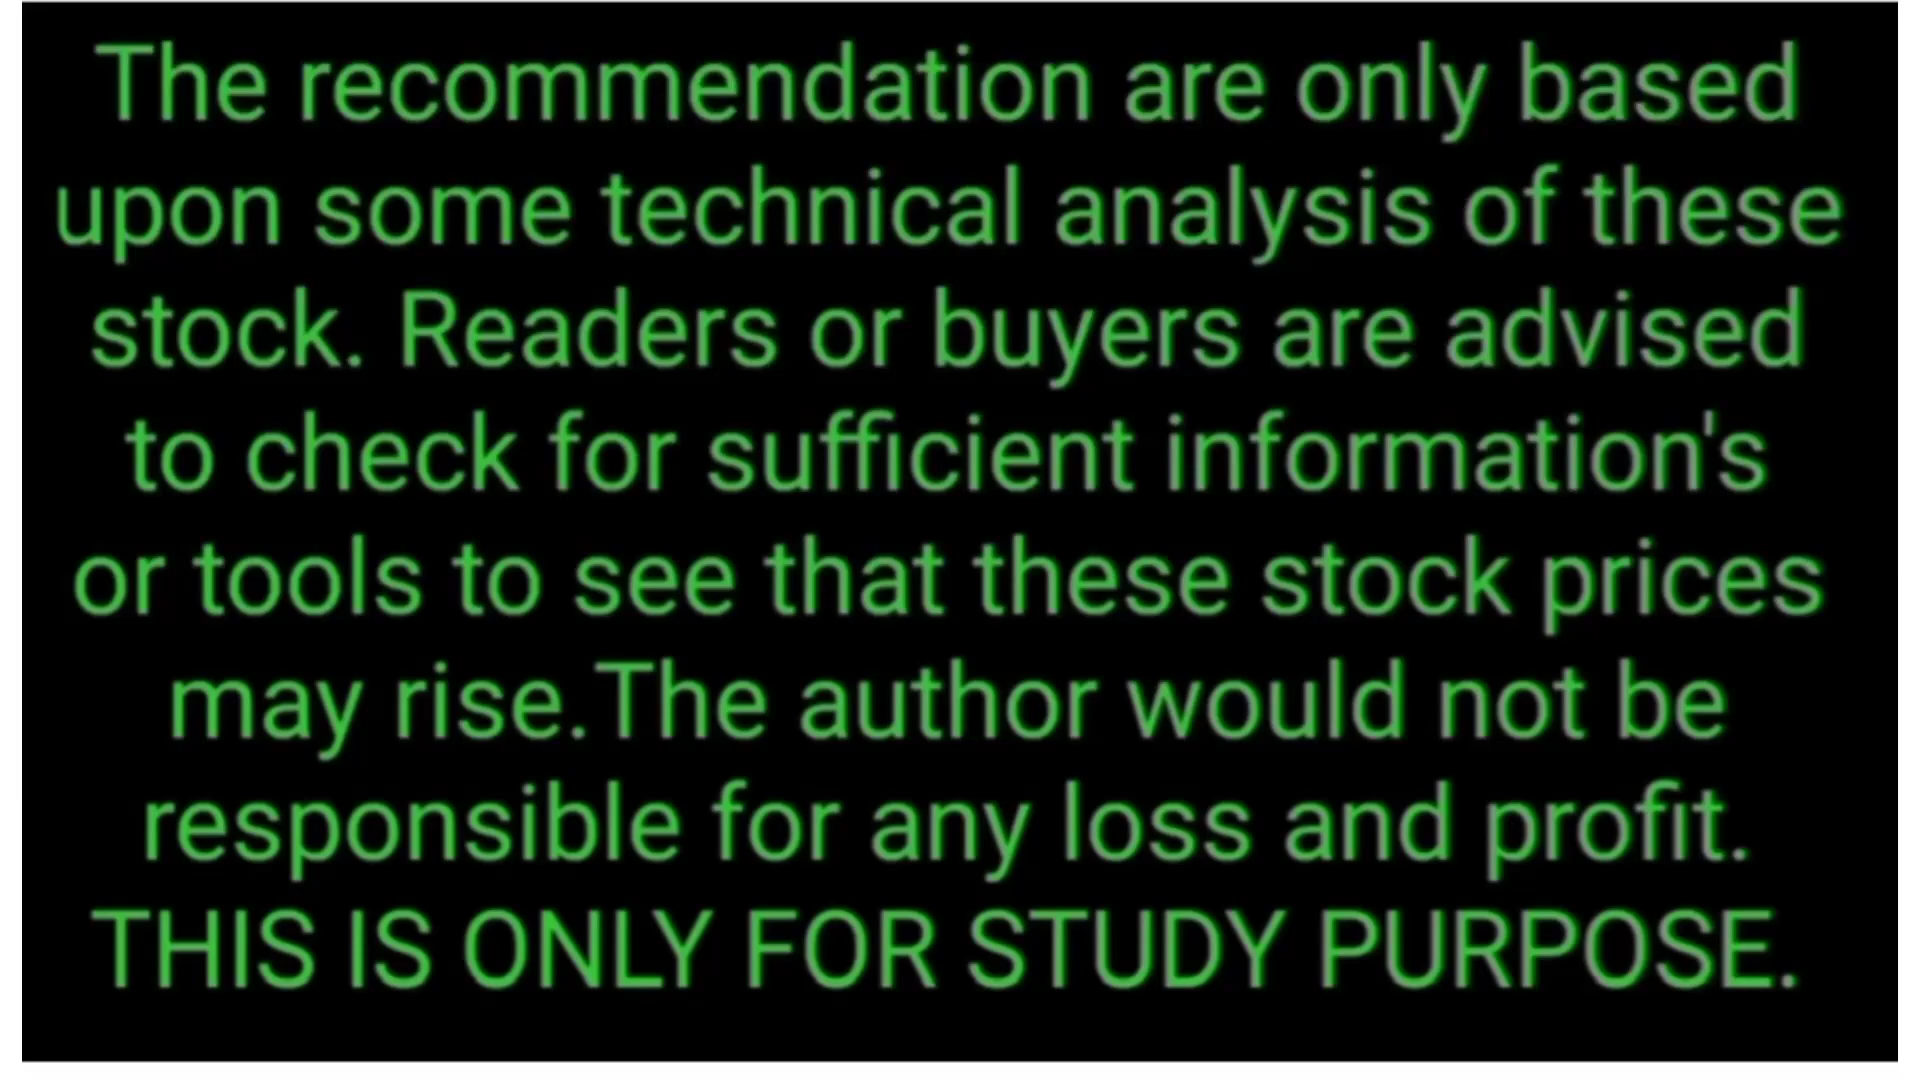 The recommendation are only based
upon some technical analysis of these
stock. Readers or buyers are advised
to check for sufficient information's
or tools to see that these stock prices
may rise.The author would not be
responsible for any loss and profit.
THIS IS ONLY FOR STUDY PURPOSE.